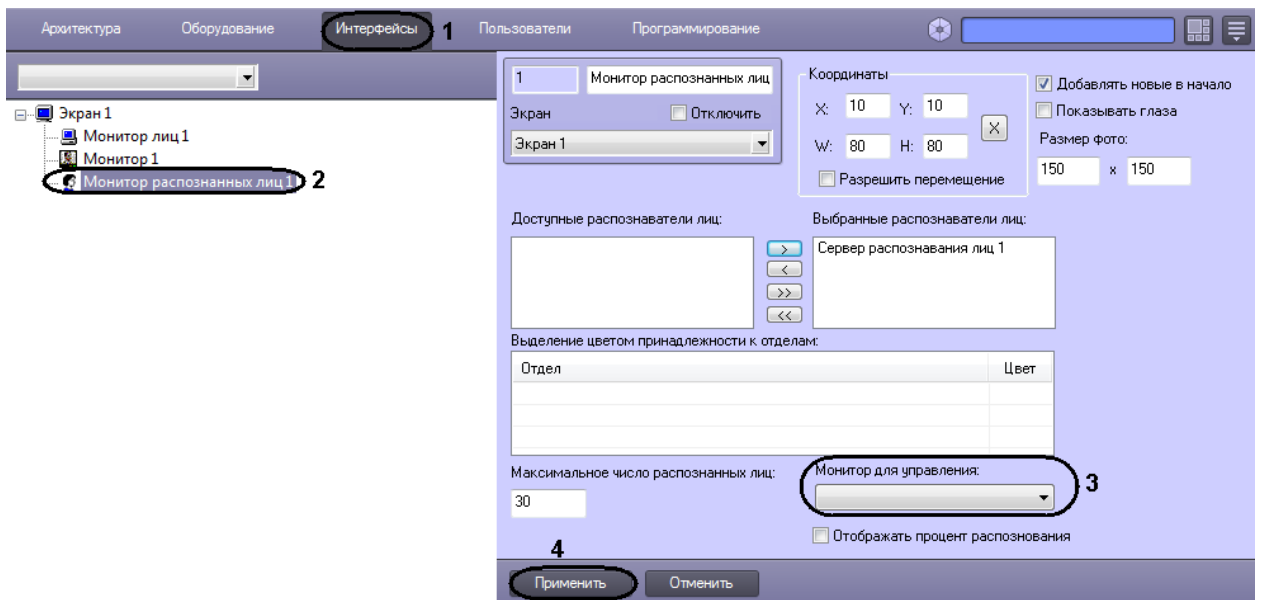 Архитектура Оборудование Интерфейсы 1 Пользователи Программирование
Экран 1
Монитор лиц 1
Монитор 1
Монитор распознанных лиц 1 2
1 Монитор распознанных лиц
Экран Отключить
Экран 1
Координаты
X: 10 Y: 10
W: 80 H: 80
X
Разрешить перемещение
Добавлять новые в начало
Показывать глаза
Размер фото:
150 x 150
Доступные распознаватели лиц:
>
<
>>
<<
Выбранные распознаватели лиц:
Сервер распознавания лиц 1
Выделение цветом принадлежности к отделам:
Отдел Цвет
Максимальное число распознанных лиц:
30
Монитор для управления:
3
Отображать процент распознования
4
Применить Отменить